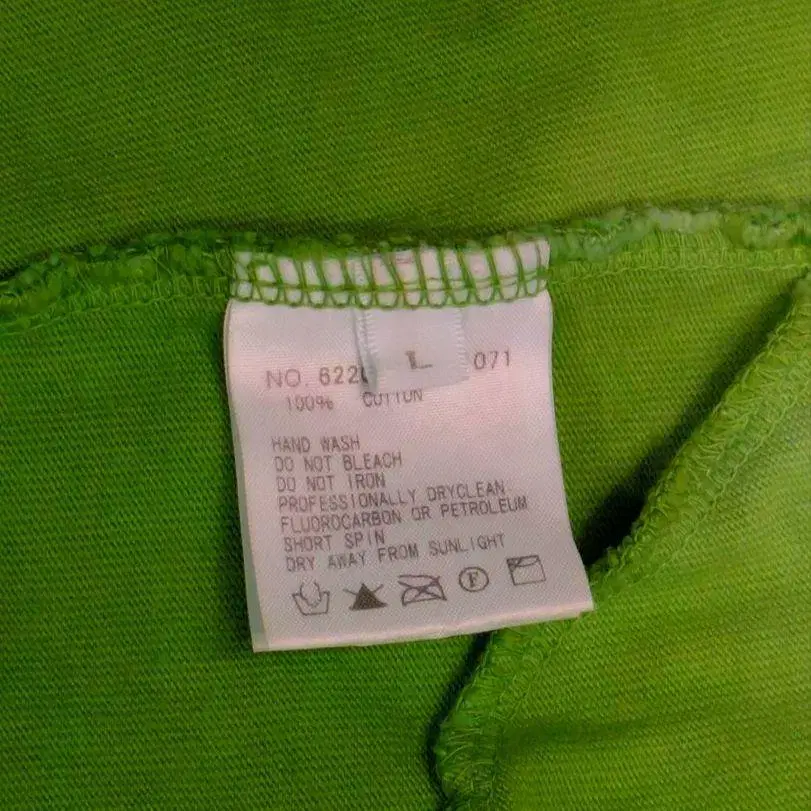 L
NO. 622 071
100% COTTON
HAND WASH
DO NOT BLEACH
DO NOT IRON
PROFESSIONALLY DRYCLEAN
FLUOROCARBON OR PETROLEUM
SHORT SPIN
DRY AWAY FROM SUNLIGHT
F